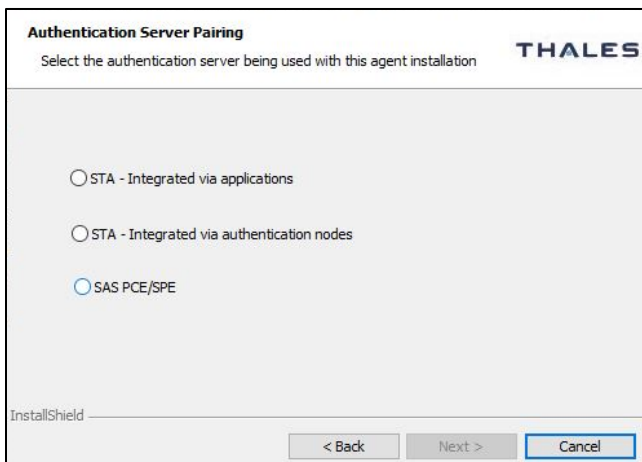 Authentication Server Pairing
Select the authentication server being used with this agent installation
THALES
STA - Integrated via applications
STA - Integrated via authentication nodes
SAS PCE/SPE
InstallShield
< Back
Next >
Cancel